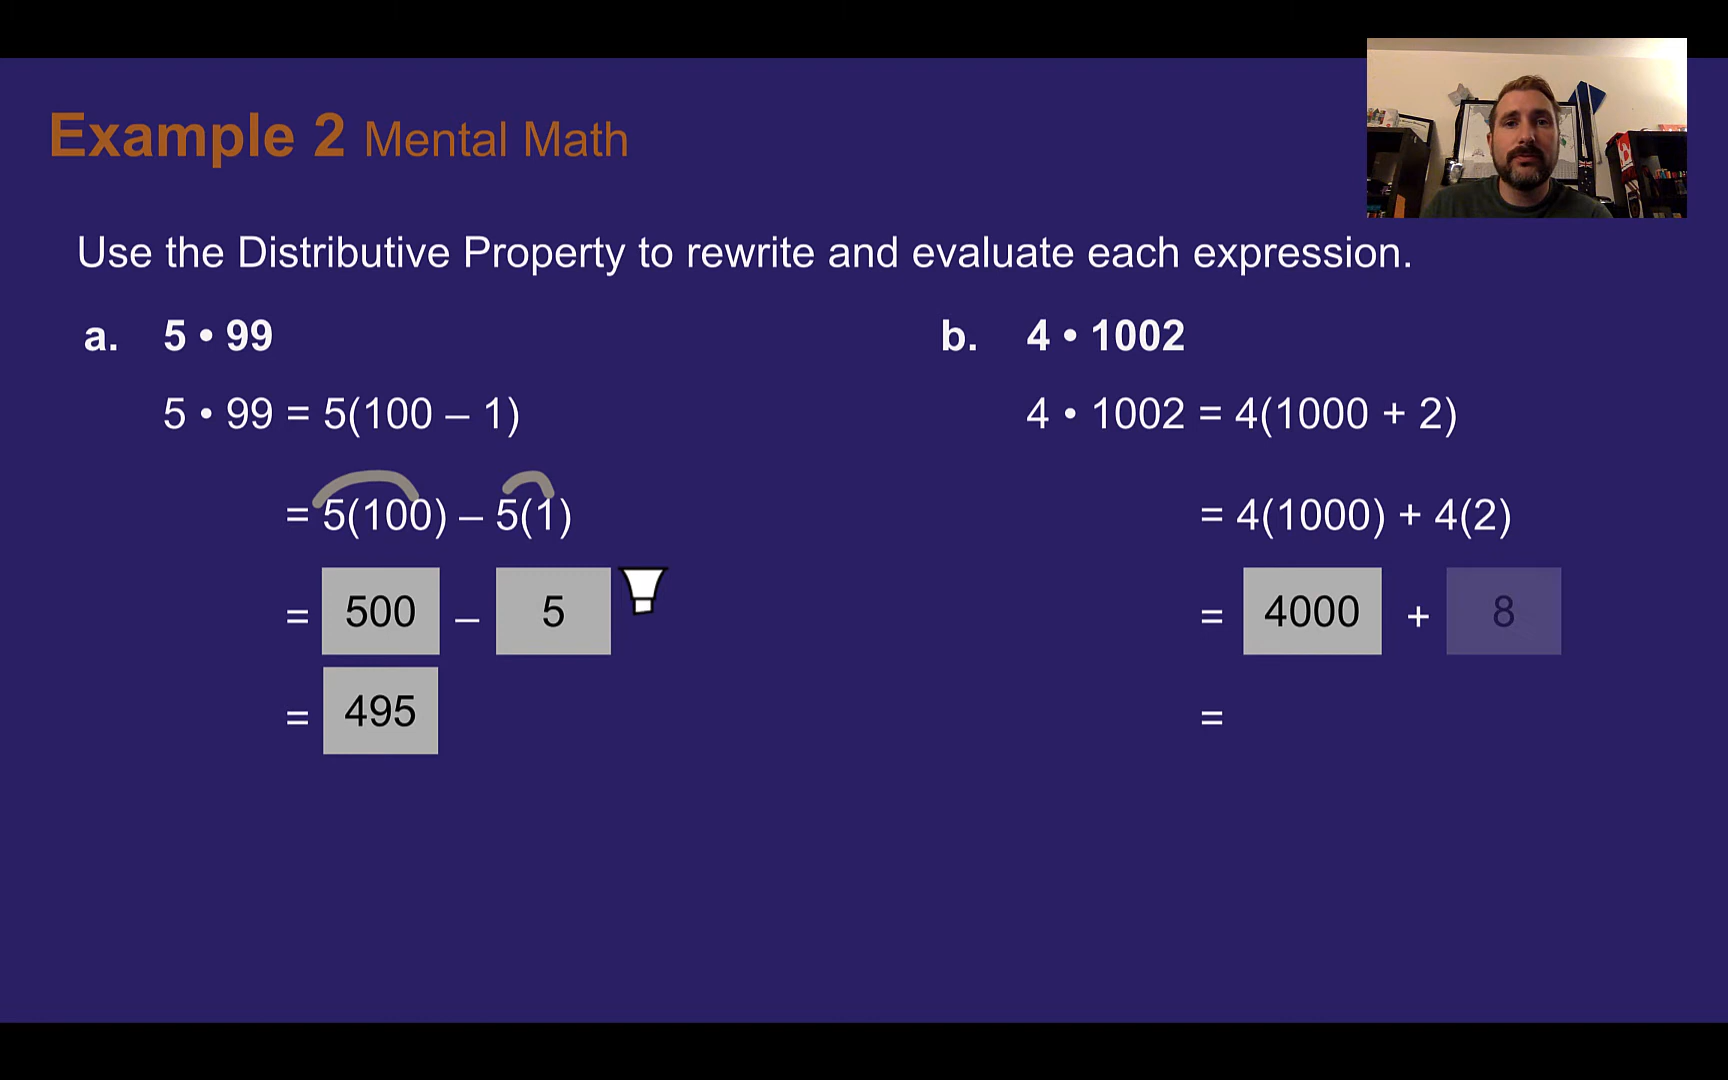 Example 2 Mental Math
Use the Distributive Property to rewrite and evaluate each expression.
a. 5 • 99
5 • 99 = 5(100 – 1)
= 5(100) – 5(1)
= 500 – 5
= 495
b. 4 • 1002
4 • 1002 = 4(1000 + 2)
= 4(1000) + 4(2)
= 4000 + 8
=